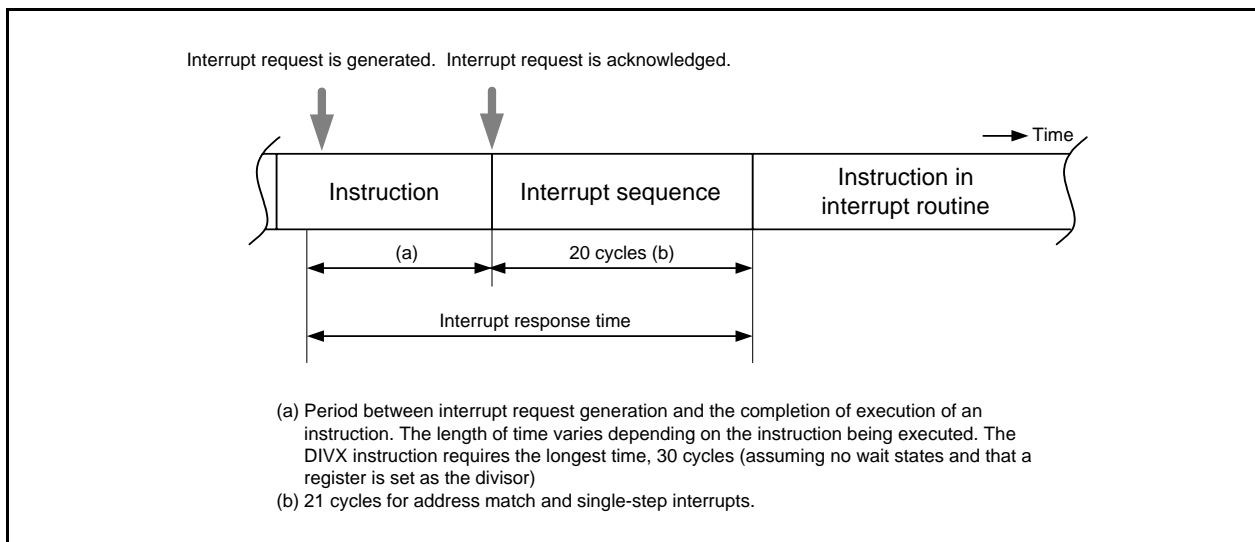 Interrupt request is generated. Interrupt request is acknowledged.
Time
Instruction
Interrupt sequence
Instruction in
interrupt routine
(a)
20 cycles (b)
Interrupt response time
(a) Period between interrupt request generation and the completion of execution of an
instruction. The length of time varies depending on the instruction being executed. The
DIVX instruction requires the longest time, 30 cycles (assuming no wait states and that a
register is set as the divisor)
(b) 21 cycles for address match and single-step interrupts.